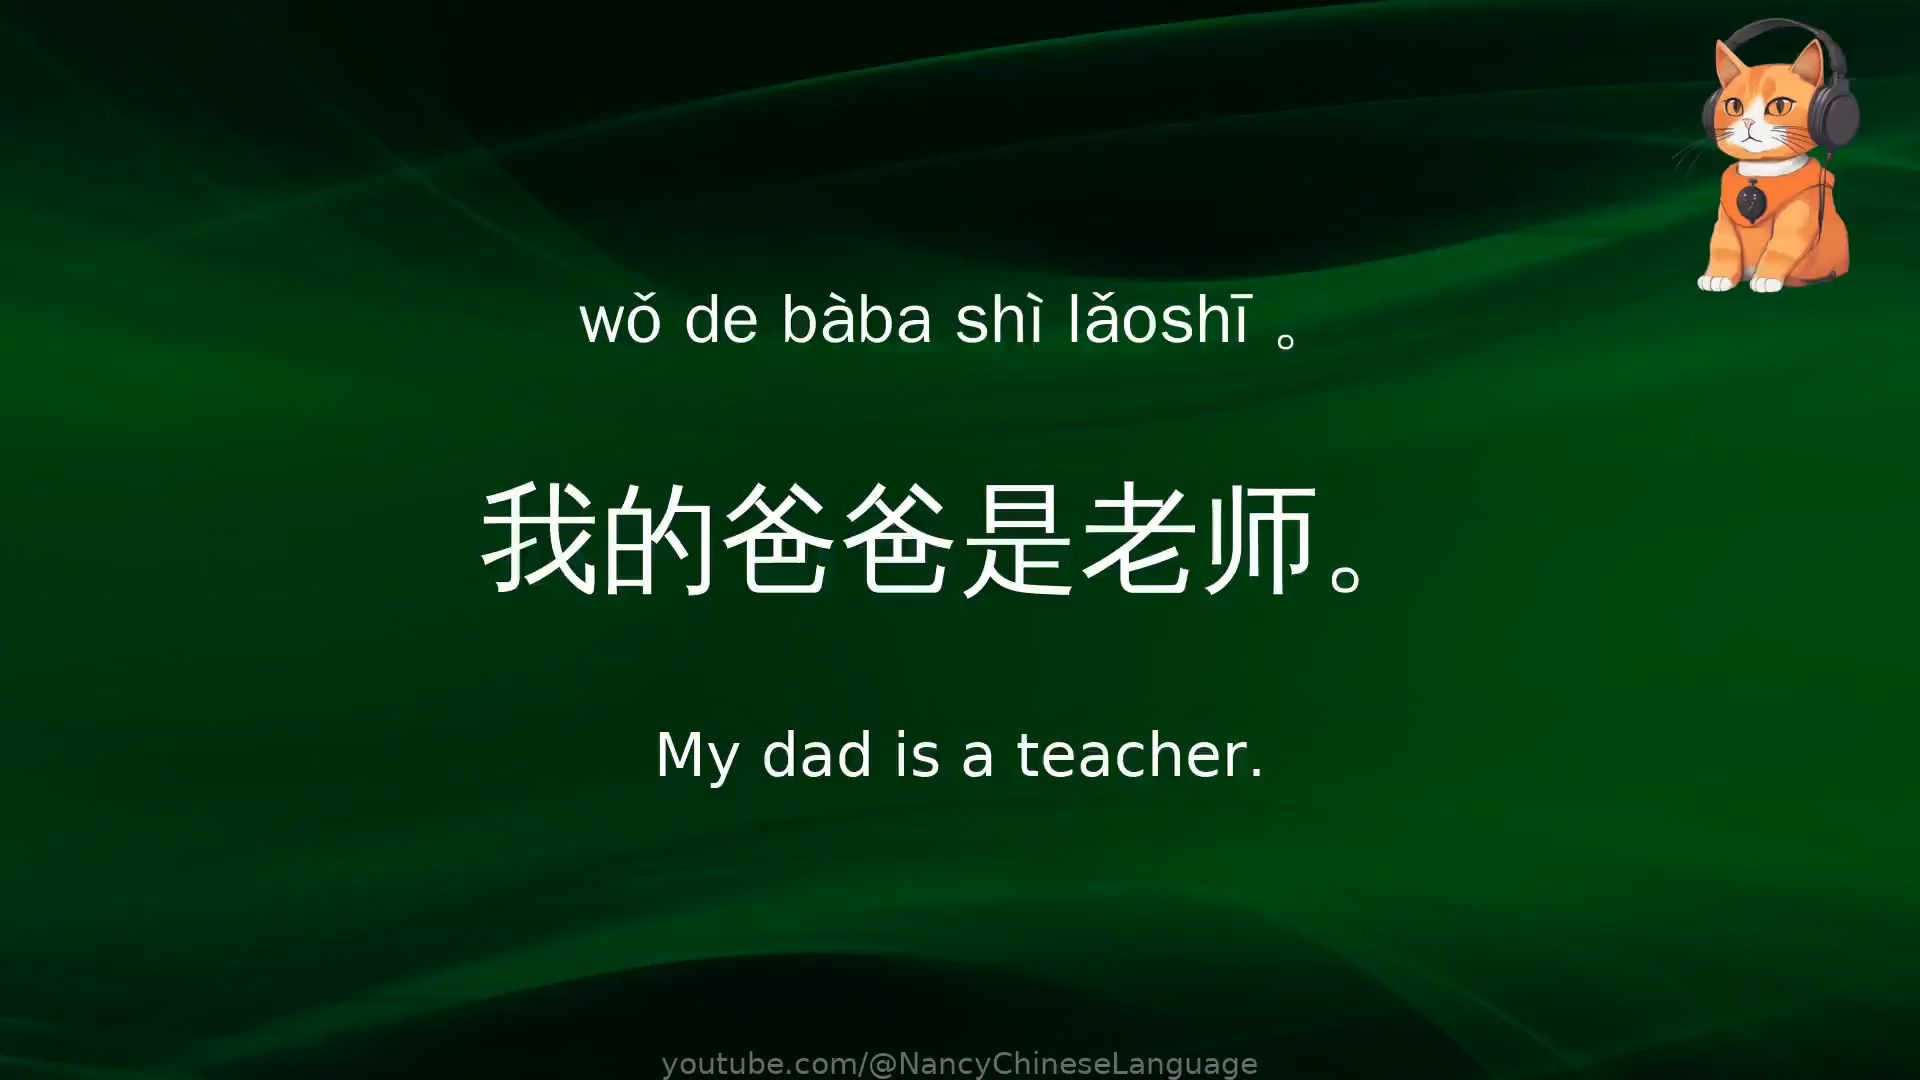 wǒ de bàba shì lǎoshī 。
我的爸爸是老师。
My dad is a teacher.
youtube.com/@NancyChineseLanguage